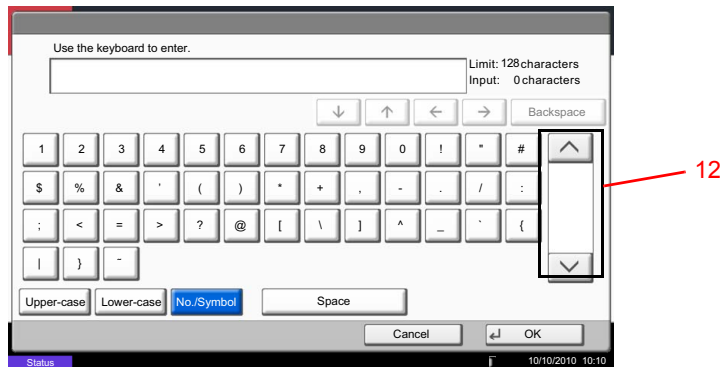 Use the keyboard to enter.
Limit: 128 characters
Input: 0 characters
Backspace
1 2 3 4 5 6 7 8 9 0 ! " #
$ % & ' ( ) * + , - . / :
; < = > ? @ [ \ ] ^ _ ` {
| } ~
12
Upper-case Lower-case No./Symbol Space
Cancel OK
Status 10/10/2010 10:10